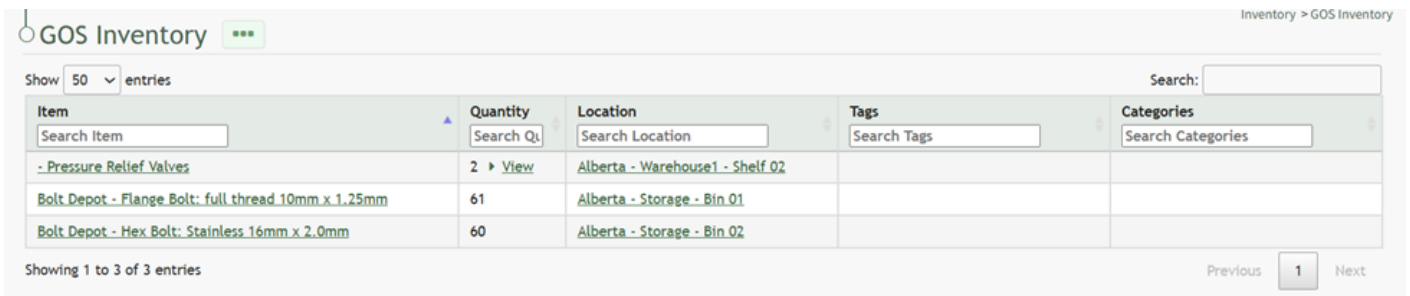 Inventory > GOS Inventory
GOS Inventory •••
Show 50 entries Search:
Item Quantity Location Tags Categories
Search Item Search Qu Search Location Search Tags Search Categories
- Pressure Relief Valves 2 View Alberta - Warehouse1 - Shelf 02
Bolt Depot - Flange Bolt: full thread 10mm x 1.25mm 61 Alberta - Storage - Bin 01
Bolt Depot - Hex Bolt: Stainless 16mm x 2.0mm 60 Alberta - Storage - Bin 02
Showing 1 to 3 of 3 entries Previous 1 Next